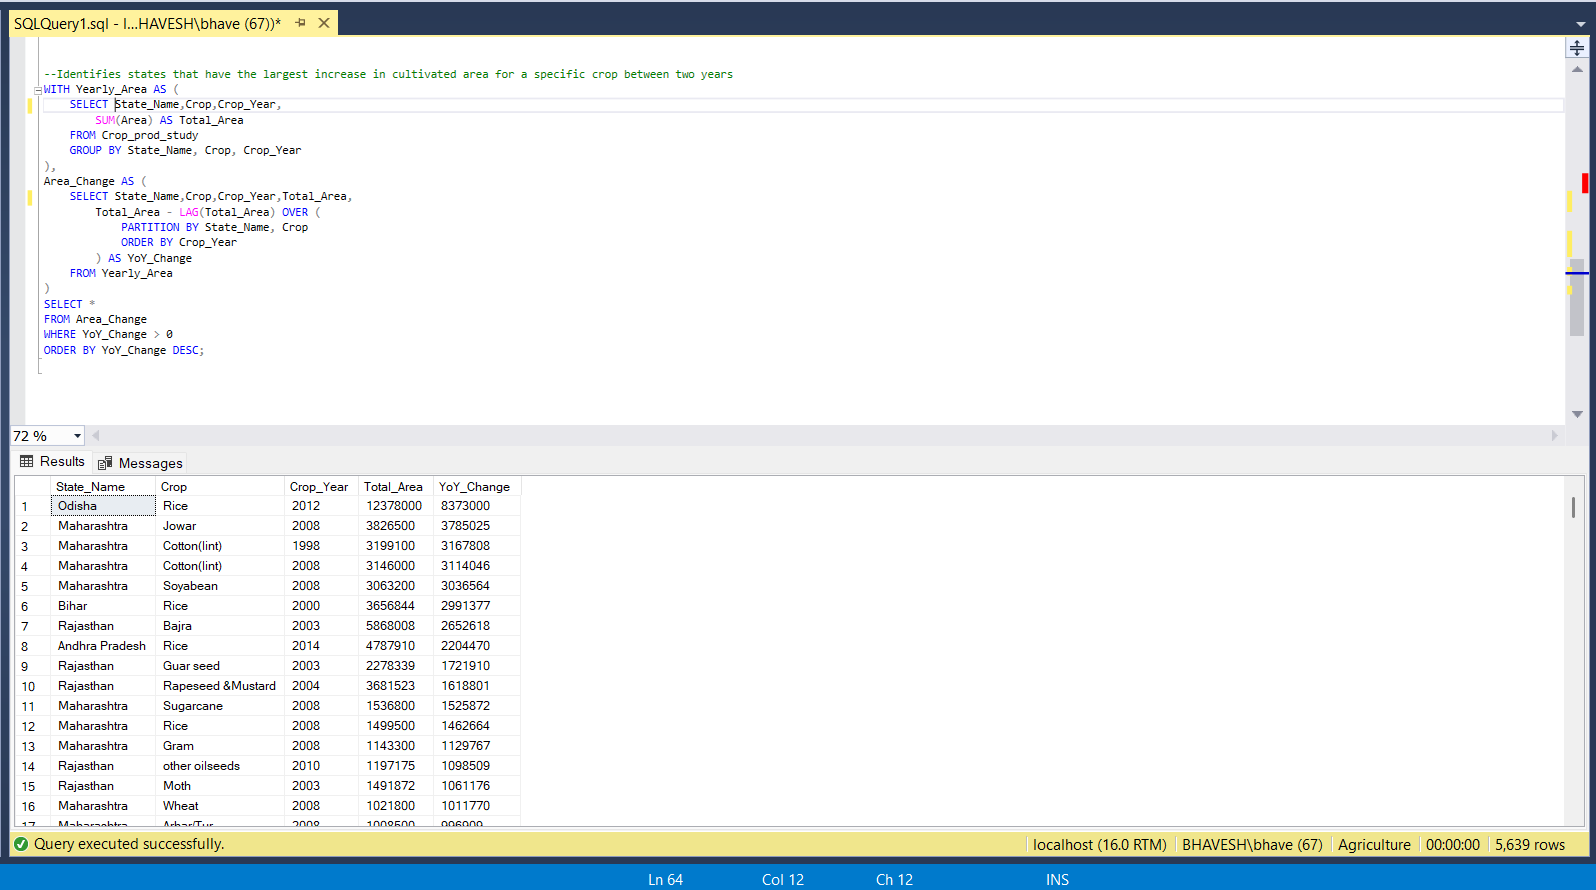 SQLQuery1.sql - l...HAVESH\bhave (67))*
--Identifies states that have the largest increase in cultivated area for a specific crop between two years
WITH Yearly_Area AS (
SELECT State_Name,Crop,Crop_Year,
SUM(Area) AS Total_Area
FROM Crop_prod_study
GROUP BY State_Name, Crop, Crop_Year
),
Area_Change AS (
SELECT State_Name,Crop,Crop_Year,Total_Area,
Total_Area - LAG(Total_Area) OVER (
PARTITION BY State_Name, Crop
ORDER BY Crop_Year
) AS YoY_Change
FROM Yearly_Area
)
SELECT *
FROM Area_Change
WHERE YoY_Change > 0
ORDER BY YoY_Change DESC;
72 %
Results Messages
State_Name Crop Crop_Year Total_Area YoY_Change
1 Odisha Rice 2012 12378000 8373000
2 Maharashtra Jowar 2008 3826500 3785025
3 Maharashtra Cotton(lint) 1998 3199100 3167808
4 Maharashtra Cotton(lint) 2008 3146000 3114046
5 Maharashtra Soyabean 2008 3063200 3036564
6 Bihar Rice 2000 3656844 2991377
7 Rajasthan Bajra 2003 5868008 2652618
8 Andhra Pradesh Rice 2014 4787910 2204470
9 Rajasthan Guar seed 2003 2278339 1721910
10 Rajasthan Rapeseed &Mustard 2004 3681523 1618801
11 Maharashtra Sugarcane 2008 1536800 1525872
12 Maharashtra Rice 2008 1499500 1462664
13 Maharashtra Gram 2008 1143300 1129767
14 Rajasthan other oilseeds 2010 1197175 1098509
15 Rajasthan Moth 2003 1491872 1061176
16 Maharashtra Wheat 2008 1021800 1011770
17 Maharashtra Arhar/Tur 2008 1008500 996909
Query executed successfully. localhost (16.0 RTM) BHAVESH\bhave (67) Agriculture 00:00:00 5,639 rows
Ln 64 Col 12 Ch 12 INS